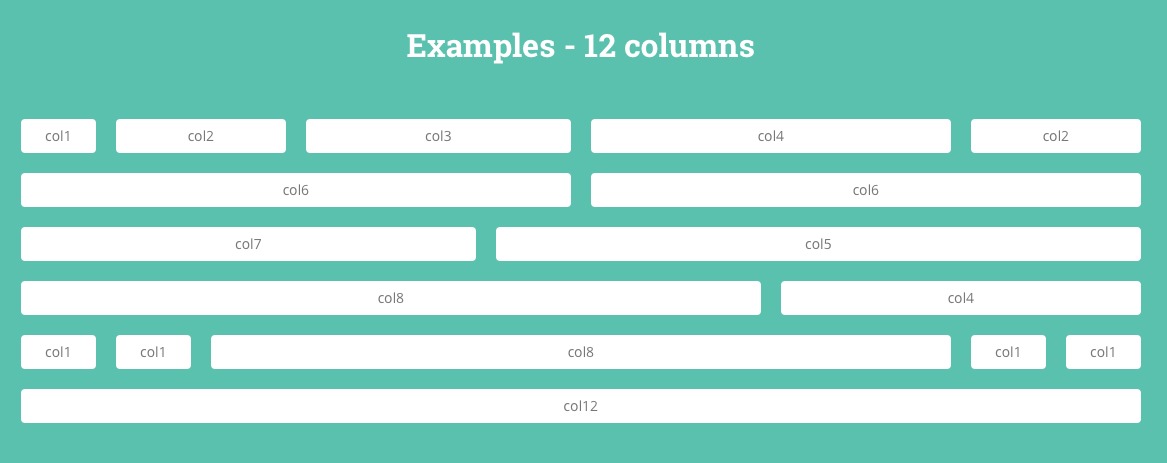 Examples - 12 columns
col1 col2 col3 col4 col2
col6 col6
col7 col5
col8 col4
col1 col1 col8 col1 col1
col12